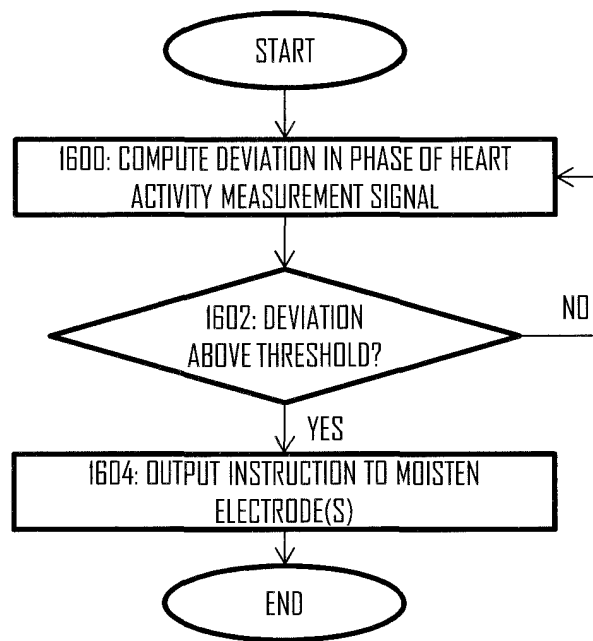 START
1600: COMPUTE DEVIATION IN PHASE OF HEART
ACTIVITY MEASUREMENT SIGNAL
1602: DEVIATION
ABOVE THRESHOLD?
NO
YES
1604: OUTPUT INSTRUCTION TO MOISTEN
ELECTRODE(S)
END